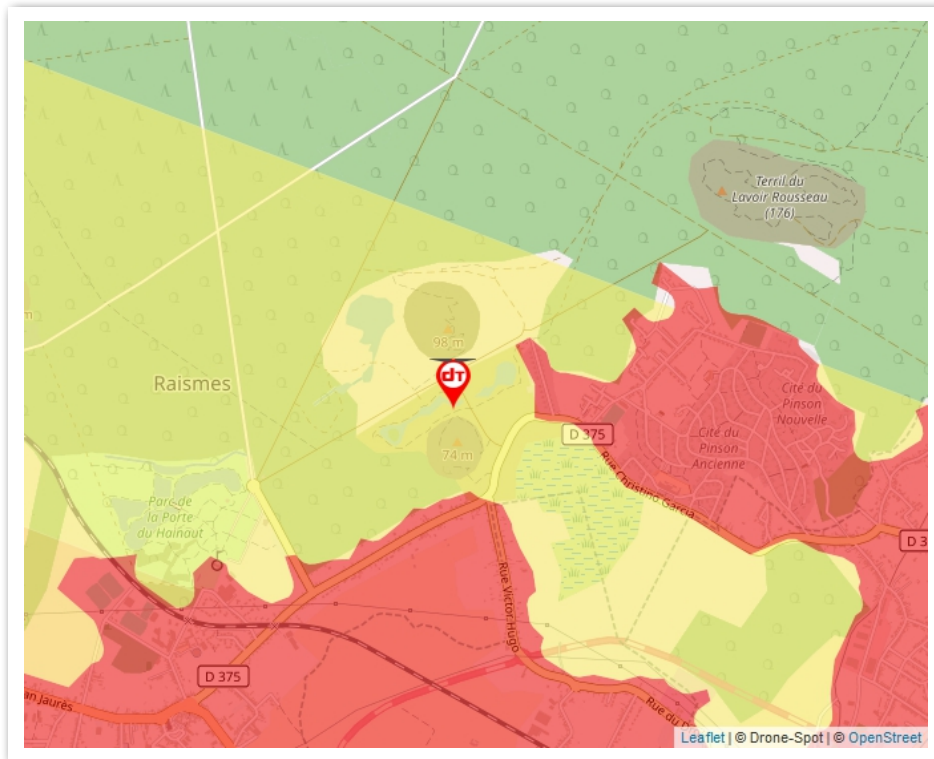 Terril du
Lavoir Rousseau
(176)
98 m
Raismes
Cité du
Pinson
Nouvelle
dT
D 375
Cité du
Pinson
Ancienne
74 m
Rue Christino Garcia
Parc de
la Porte
du Hainaut
D 3
Rue Victor Hugo
D 375
an Jaurès
Rue du
Leaflet | © Drone-Spot | © OpenStreet